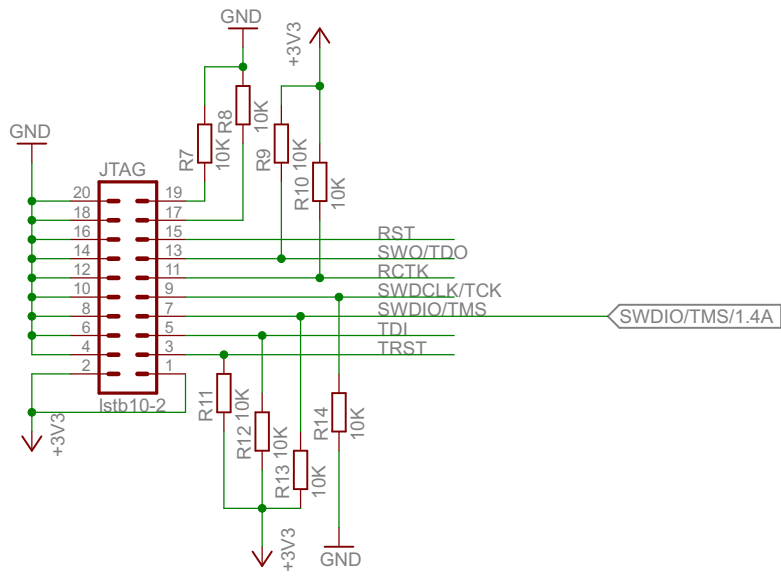 GND
+3V3
GND
R7
10K
R8
10K
R9
10K
R10
10K
JTAG
20
19
18
17
16
15
RST
14
13
SWO/TDO
12
11
RCTK
10
9
SWDCLK/TCK
8
7
SWDIO/TMS
SWDIO/TMS/1.4A
6
5
TDI
4
3
TRST
2
1
lstb10-2
+3V3
R11
10K
R12
10K
R13
10K
R14
10K
+3V3
GND